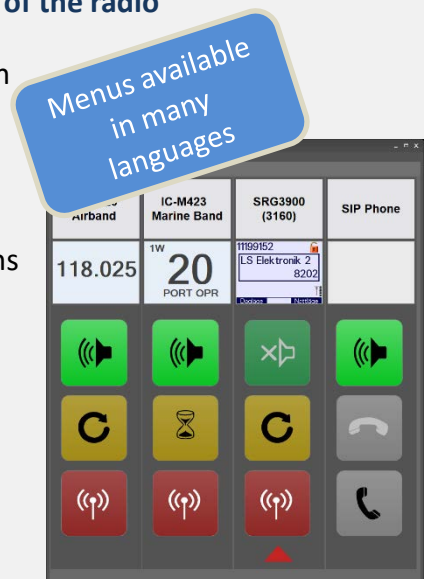 of the radio
Menus available
in many
languages
Airband
IC-M423
Marine Band
SRG3900
(3160)
SIP Phone
118.025
1W
20
PORT OPR
11199152
LS Elektronik 2
8202